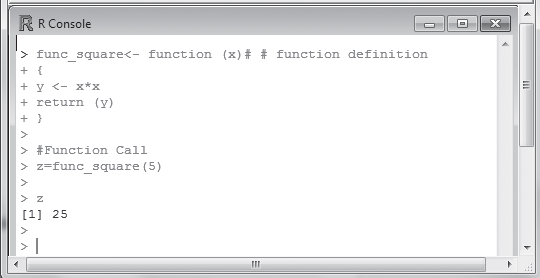 R Console
> func_square<- function (x)# # function definition
+ {
+ y <- x*x
+ return (y)
+ }
>
> #Function Call
> z=func_square(5)
>
> z
[1] 25
>
>